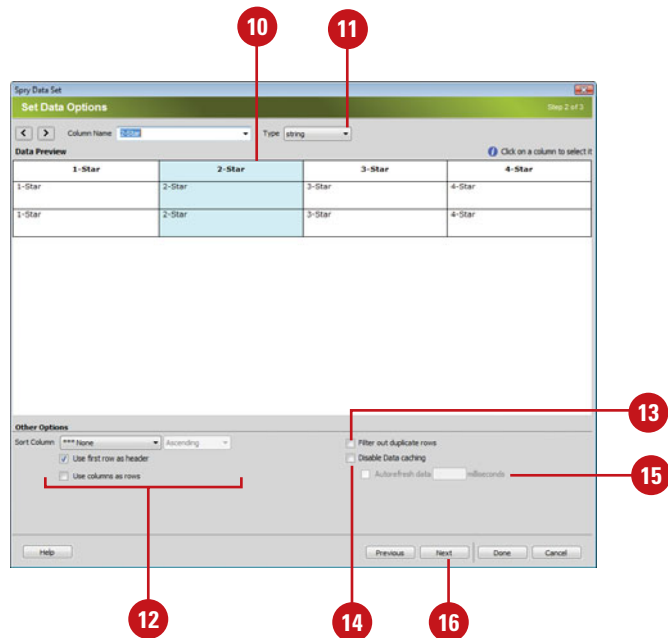 10 11
Spry Data Set
Set Data Options Step 2 of 3
Column Name 2-Star Type string
Data Preview Click on a column to select it
1-Star 2-Star 3-Star 4-Star
1-Star 2-Star 3-Star 4-Star
1-Star 2-Star 3-Star 4-Star
13
Other Options
Sort Column *** None Ascending Filter out duplicate rows
Use first row as header Disable Data caching
Use columns as rows Autorefresh data milliseconds 15
Help Previous Next Done Cancel
12 14 16